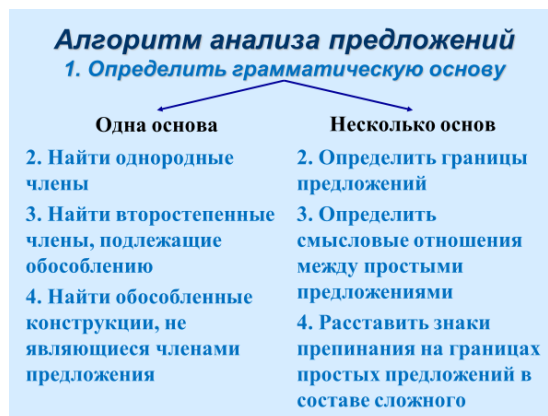 Алгоритм анализа предложений
1. Определить грамматическую основу
Одна основа
2. Найти однородные
члены
3. Найти второстепенные
члены, подлежащие
обособлению
4. Найти обособленные
конструкции, не
являющиеся членами
предложения
Несколько основ
2. Определить границы
предложений
3. Определить
смысловые отношения
между простыми
предложениями
4. Расставить знаки
препинания на границах
простых предложений в
составе сложного